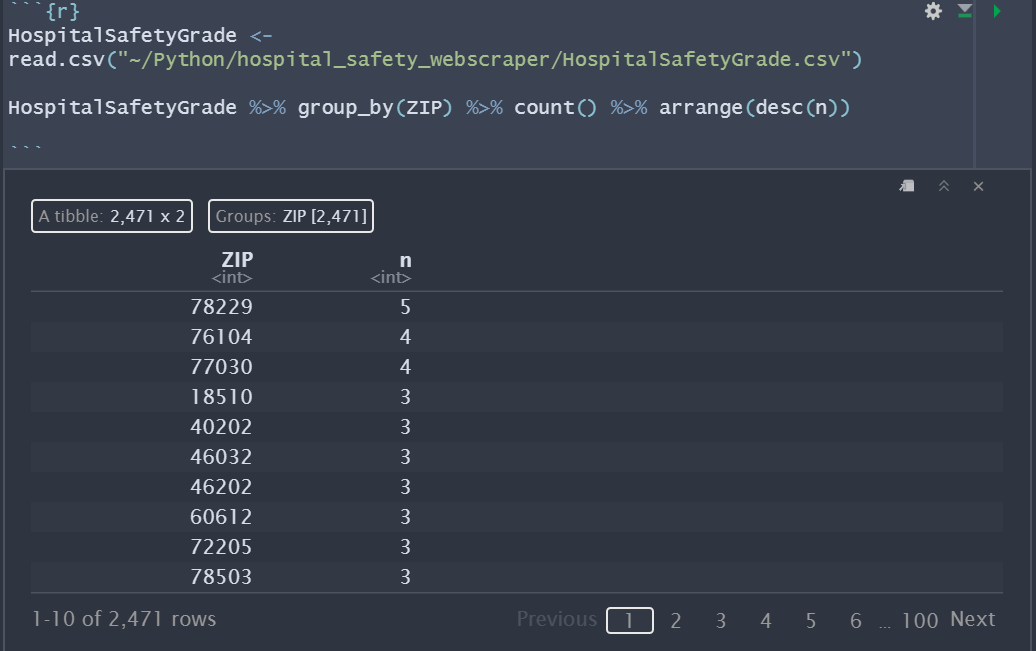 ```{r}
HospitalSafetyGrade <-
read.csv("~/Python/hospital_safety_webscraper/HospitalSafetyGrade.csv")
HospitalSafetyGrade %>% group_by(ZIP) %>% count() %>% arrange(desc(n))
```
A tibble: 2,471 x 2 Groups: ZIP [2,471]
ZIP n
<int> <int>
78229 5
76104 4
77030 4
18510 3
40202 3
46032 3
46202 3
60612 3
72205 3
78503 3
1-10 of 2,471 rows Previous 1 2 3 4 5 6 ... 100 Next